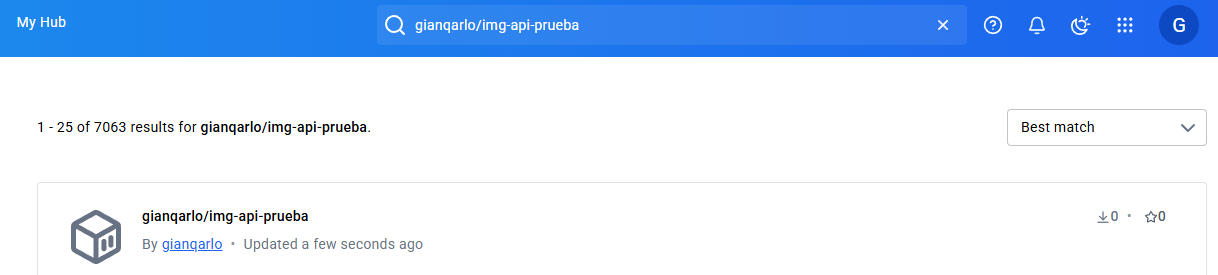 My Hub
gianqarlo/img-api-prueba
G
1 - 25 of 7063 results for gianqarlo/img-api-prueba.
Best match
gianqarlo/img-api-prueba
0 • 0
By gianqarlo • Updated a few seconds ago